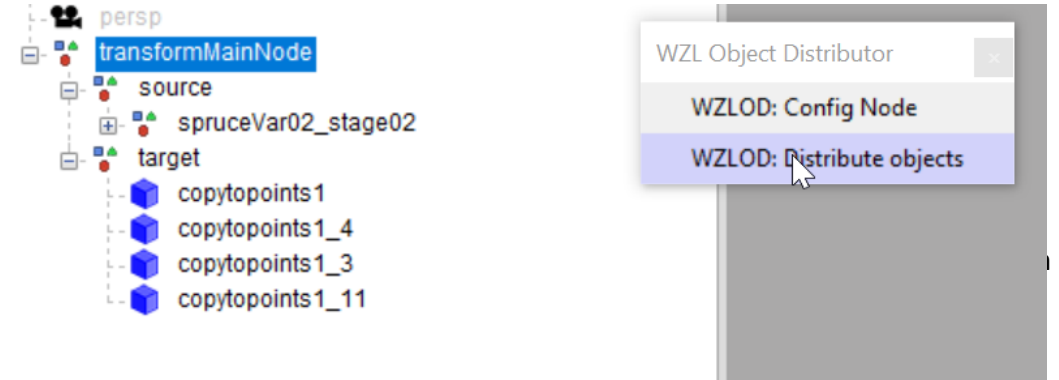 persp
transformMainNode
source
spruceVar02_stage02
target
copytopoints1
copytopoints1_4
copytopoints1_3
copytopoints1_11
WZL Object Distributor
WZLOD: Config Node
WZLOD: Distribute objects